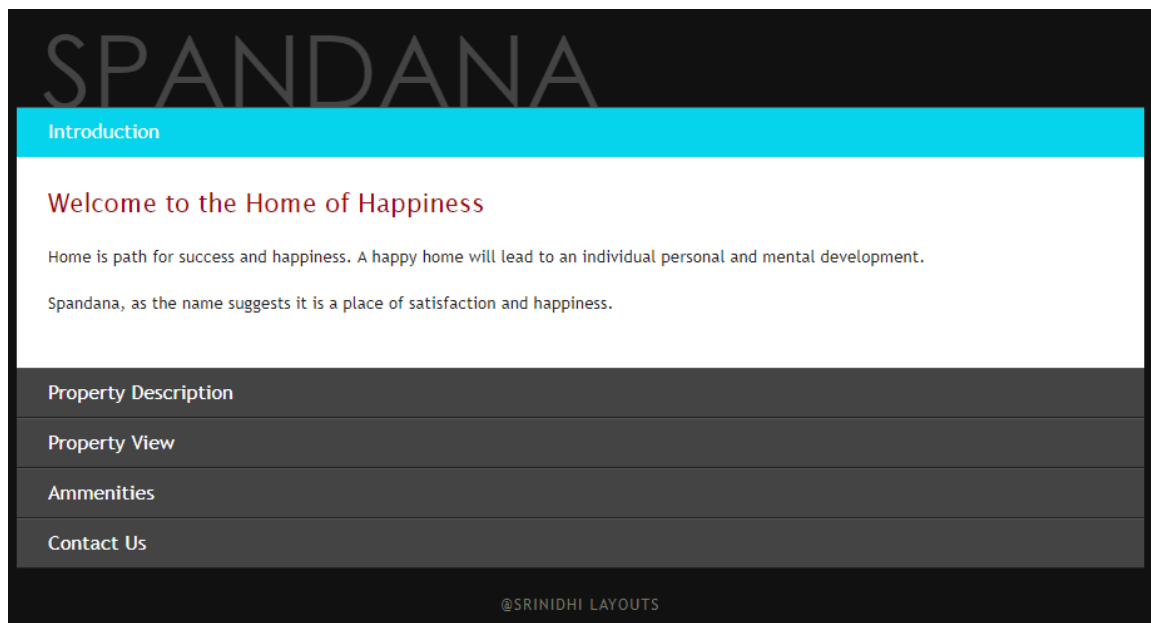 SPANDANA
Introduction
Welcome to the Home of Happiness
Home is path for success and happiness. A happy home will lead to an individual personal and mental development.
Spandana, as the name suggests it is a place of satisfaction and happiness.
Property Description
Property View
Ammenities
Contact Us
@SRINIDHI LAYOUTS